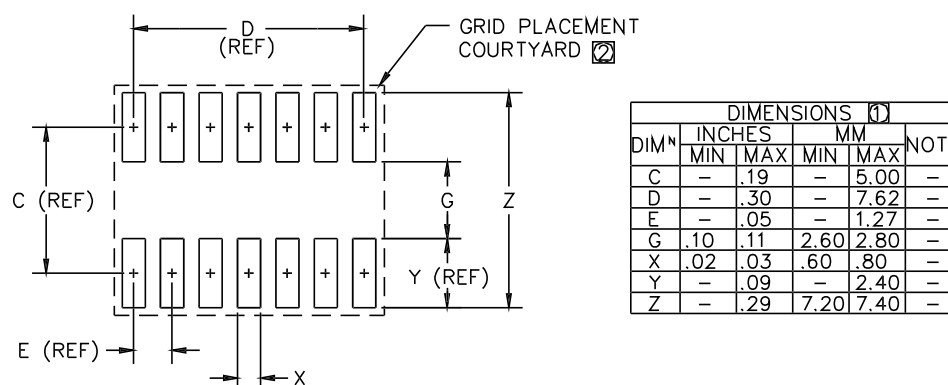 D
(REF)
GRID PLACEMENT
COURTYARD 2
C (REF)
G
Z
Y (REF)
E (REF)
X
DIMENSIONS 1
DIMᴺ INCHES MM NOT
MIN MAX MIN MAX
C – .19 – 5.00 –
D – .30 – 7.62 –
E – .05 – 1.27 –
G .10 .11 2.60 2.80 –
X .02 .03 .60 .80 –
Y – .09 – 2.40 –
Z – .29 7.20 7.40 –